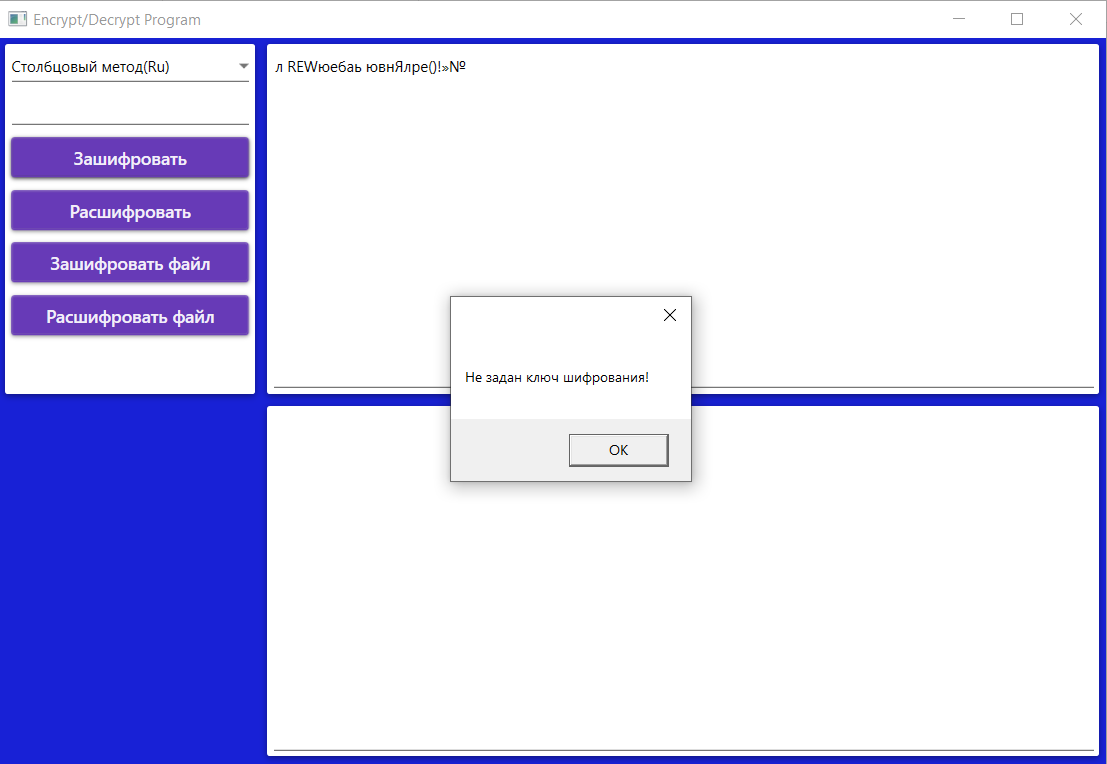 Encrypt/Decrypt Program
Столбцовый метод(Ru)
Зашифровать
Расшифровать
Зашифровать файл
Расшифровать файл
л REWюебаь ювнЯлре()!»№
Не задан ключ шифрования!
OK